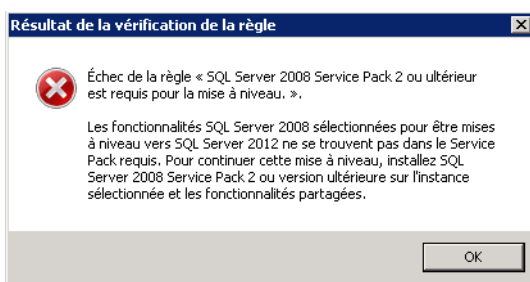 Résultat de la vérification de la règle
Échec de la règle « SQL Server 2008 Service Pack 2 ou ultérieur
est requis pour la mise à niveau. ».
Les fonctionnalités SQL Server 2008 sélectionnées pour être mises
à niveau vers SQL Server 2012 ne se trouvent pas dans le Service
Pack requis. Pour continuer cette mise à niveau, installez SQL
Server 2008 Service Pack 2 ou version ultérieure sur l'instance
sélectionnée et les fonctionnalités partagées.
OK